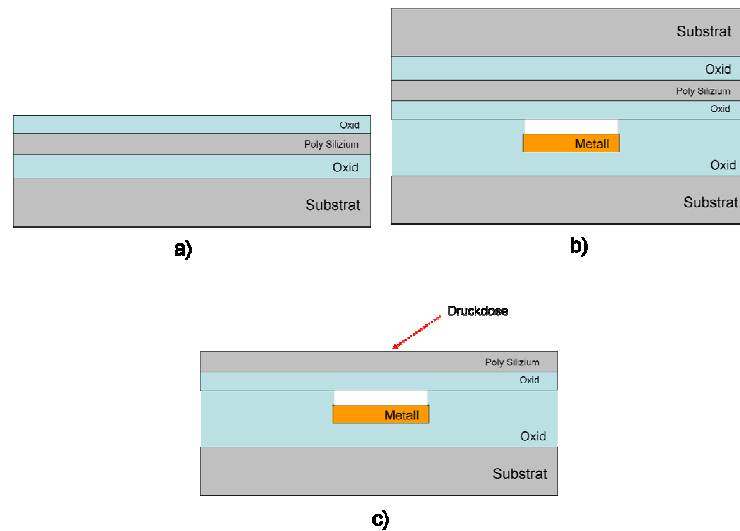 Oxid
Poly Silizium
Oxid
Substrat
a)
Substrat
Oxid
Poly Silizium
Oxid
Metall
Oxid
Substrat
b)
Druckdose
Poly Silizium
Oxid
Metall
Oxid
Substrat
c)